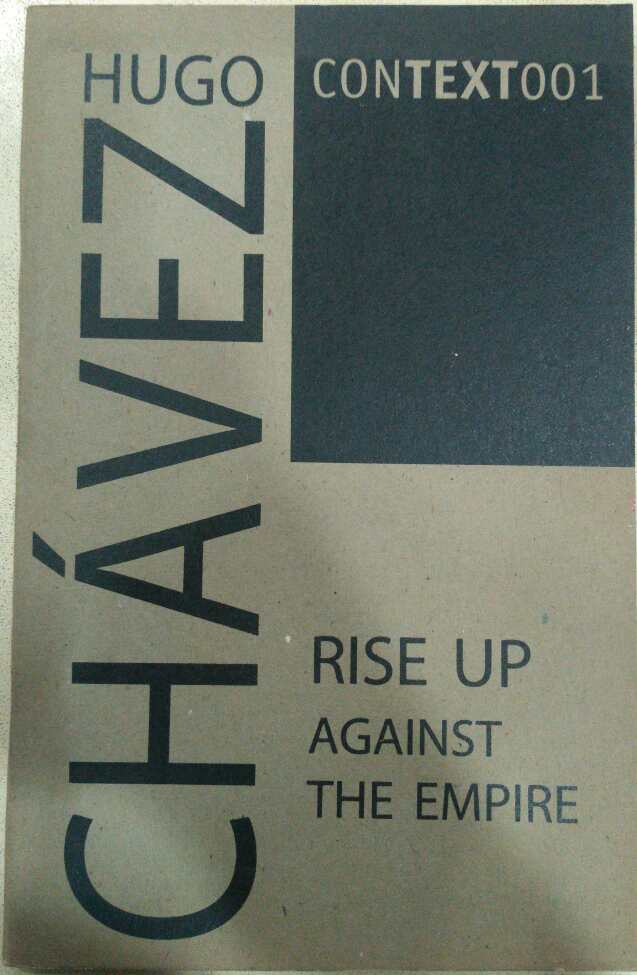 HUGO
CHÁVEZ
CONTEXT001
RISE UP
AGAINST
THE EMPIRE